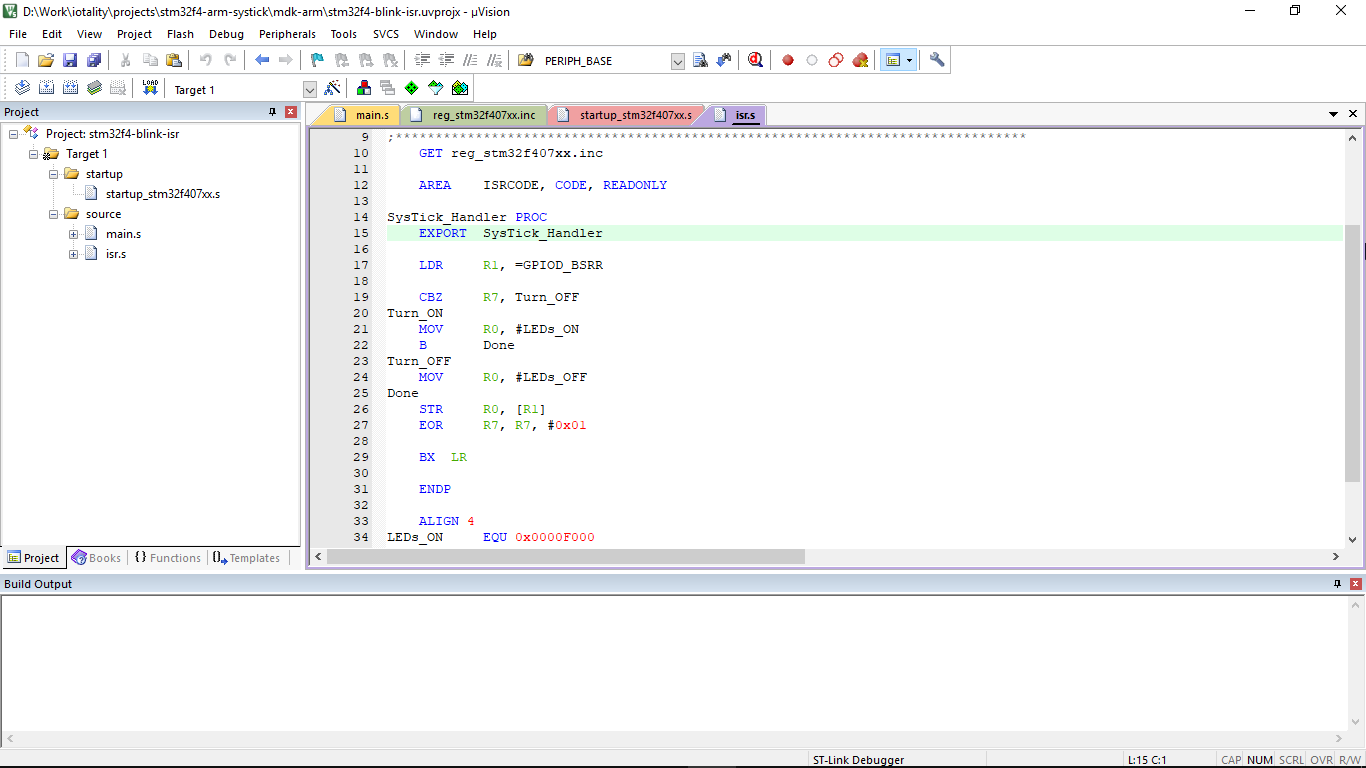 D:\Work\iotality\projects\stm32f4-arm-systick\mdk-arm\stm32f4-blink-isr.uvprojx - µVision
File Edit View Project Flash Debug Peripherals Tools SVCS Window Help
PERIPH_BASE
LOAD Target 1
Project
main.s reg_stm32f407xx.inc startup_stm32f407xx.s isr.s
Project: stm32f4-blink-isr
Target 1
startup
startup_stm32f407xx.s
source
main.s
isr.s
9 ;*******************************************************************************
10 GET reg_stm32f407xx.inc
11
12 AREA ISRCODE, CODE, READONLY
13
14 SysTick_Handler PROC
15 EXPORT SysTick_Handler
16
17 LDR R1, =GPIOD_BSRR
18
19 CBZ R7, Turn_OFF
20 Turn_ON
21 MOV R0, #LEDs_ON
22 B Done
23 Turn_OFF
24 MOV R0, #LEDs_OFF
25 Done
26 STR R0, [R1]
27 EOR R7, R7, #0x01
28
29 BX LR
30
31 ENDP
32
33 ALIGN 4
34 LEDs_ON EQU 0x0000F000
Project Books {} Functions 0 Templates
Build Output
ST-Link Debugger L:15 C:1 CAP NUM SCRL OVR R/W